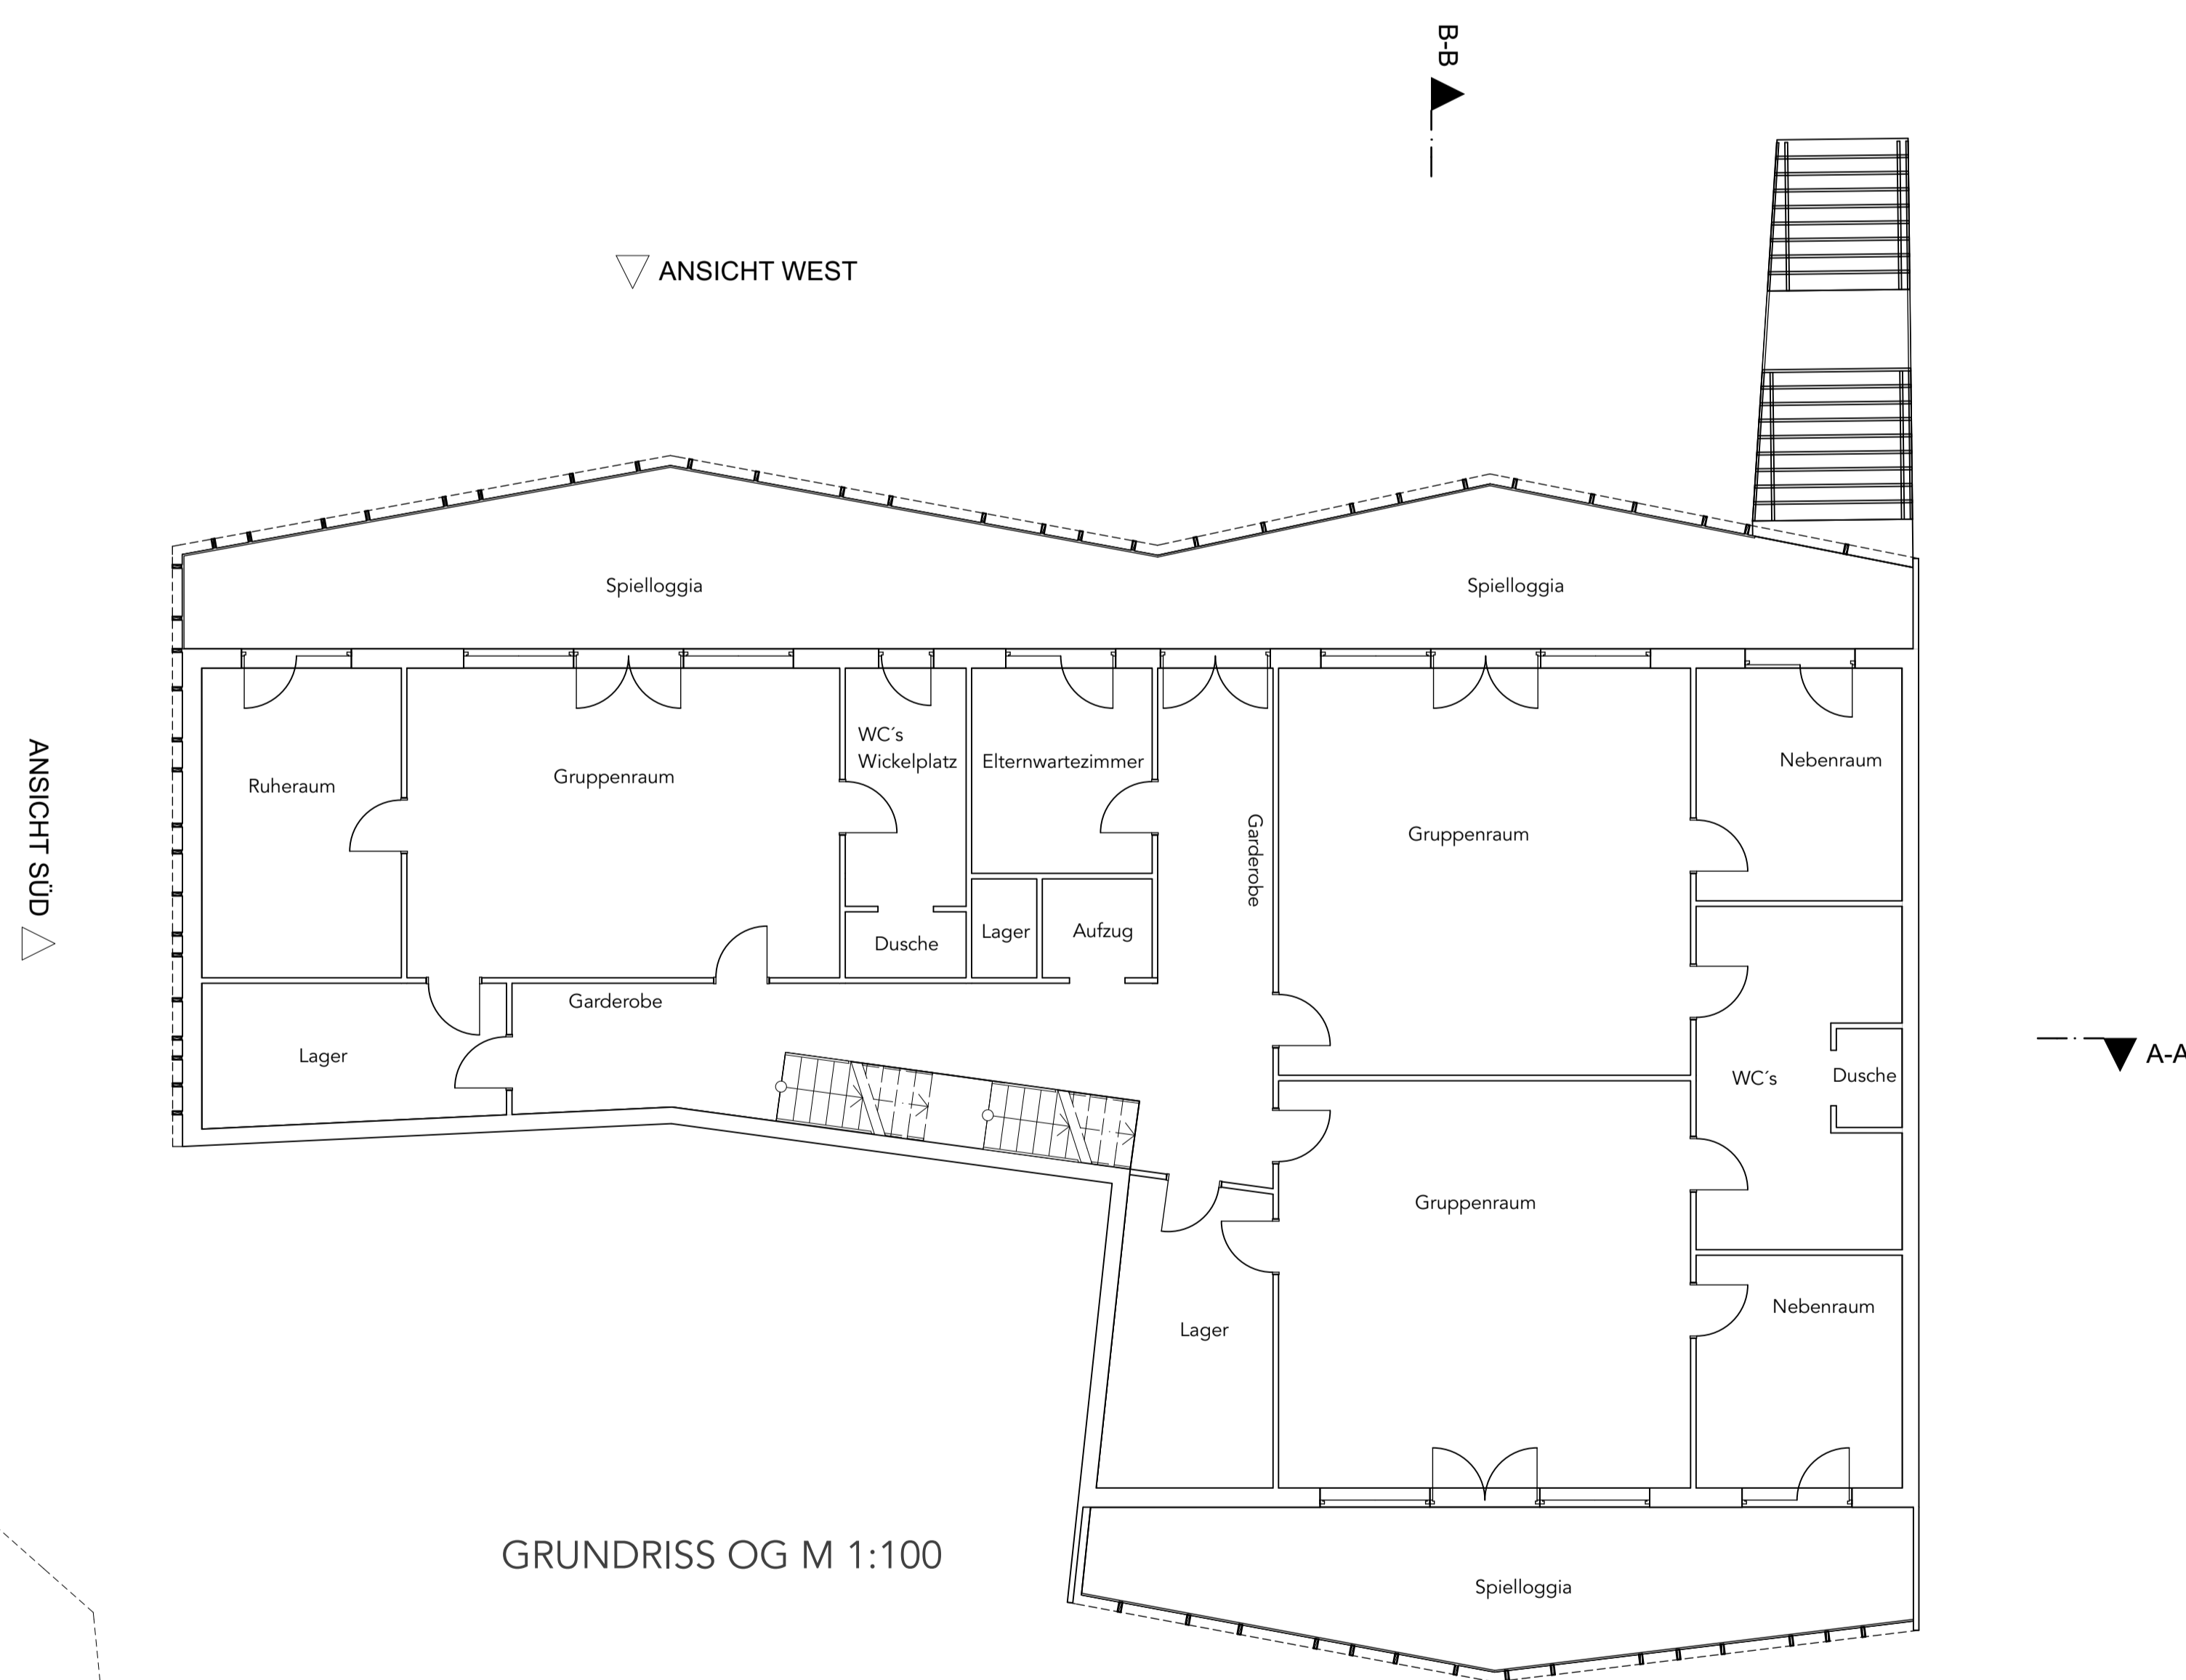 B-B
ANSICHT WEST
Spielloggia
Spielloggia
ANSICHT SÜD
Ruheraum
Gruppenraum
WC´s
Wickelplatz
Elternwartezimmer
Garderobe
Gruppenraum
Nebenraum
Dusche
Lager
Aufzug
Garderobe
Lager
WC´s
Dusche
A-A
Gruppenraum
Nebenraum
Lager
GRUNDRISS OG M 1:100
Spielloggia